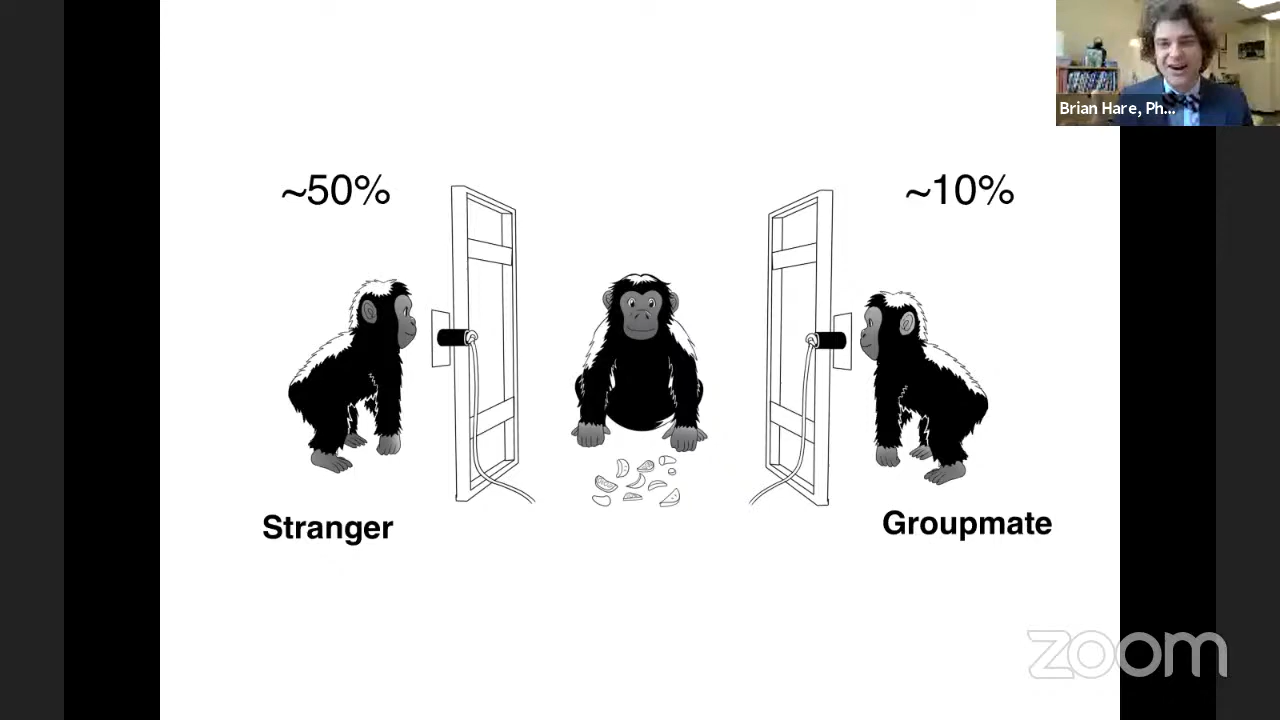 Brian Hare, Ph...
~50%
~10%
Stranger
Groupmate
zoom